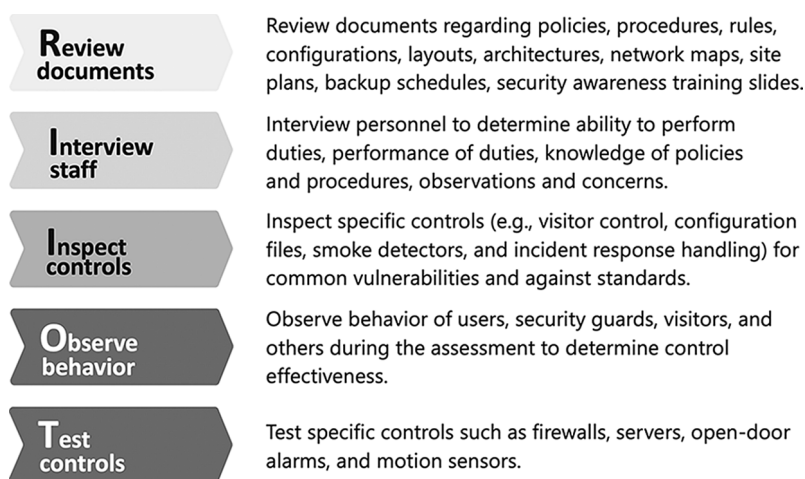 Review
documents
Review documents regarding policies, procedures, rules,
configurations, layouts, architectures, network maps, site
plans, backup schedules, security awareness training slides.
Interview
staff
Interview personnel to determine ability to perform
duties, performance of duties, knowledge of policies
and procedures, observations and concerns.
Inspect
controls
Inspect specific controls (e.g., visitor control, configuration
files, smoke detectors, and incident response handling) for
common vulnerabilities and against standards.
Observe
behavior
Observe behavior of users, security guards, visitors, and
others during the assessment to determine control
effectiveness.
Test
controls
Test specific controls such as firewalls, servers, open-door
alarms, and motion sensors.